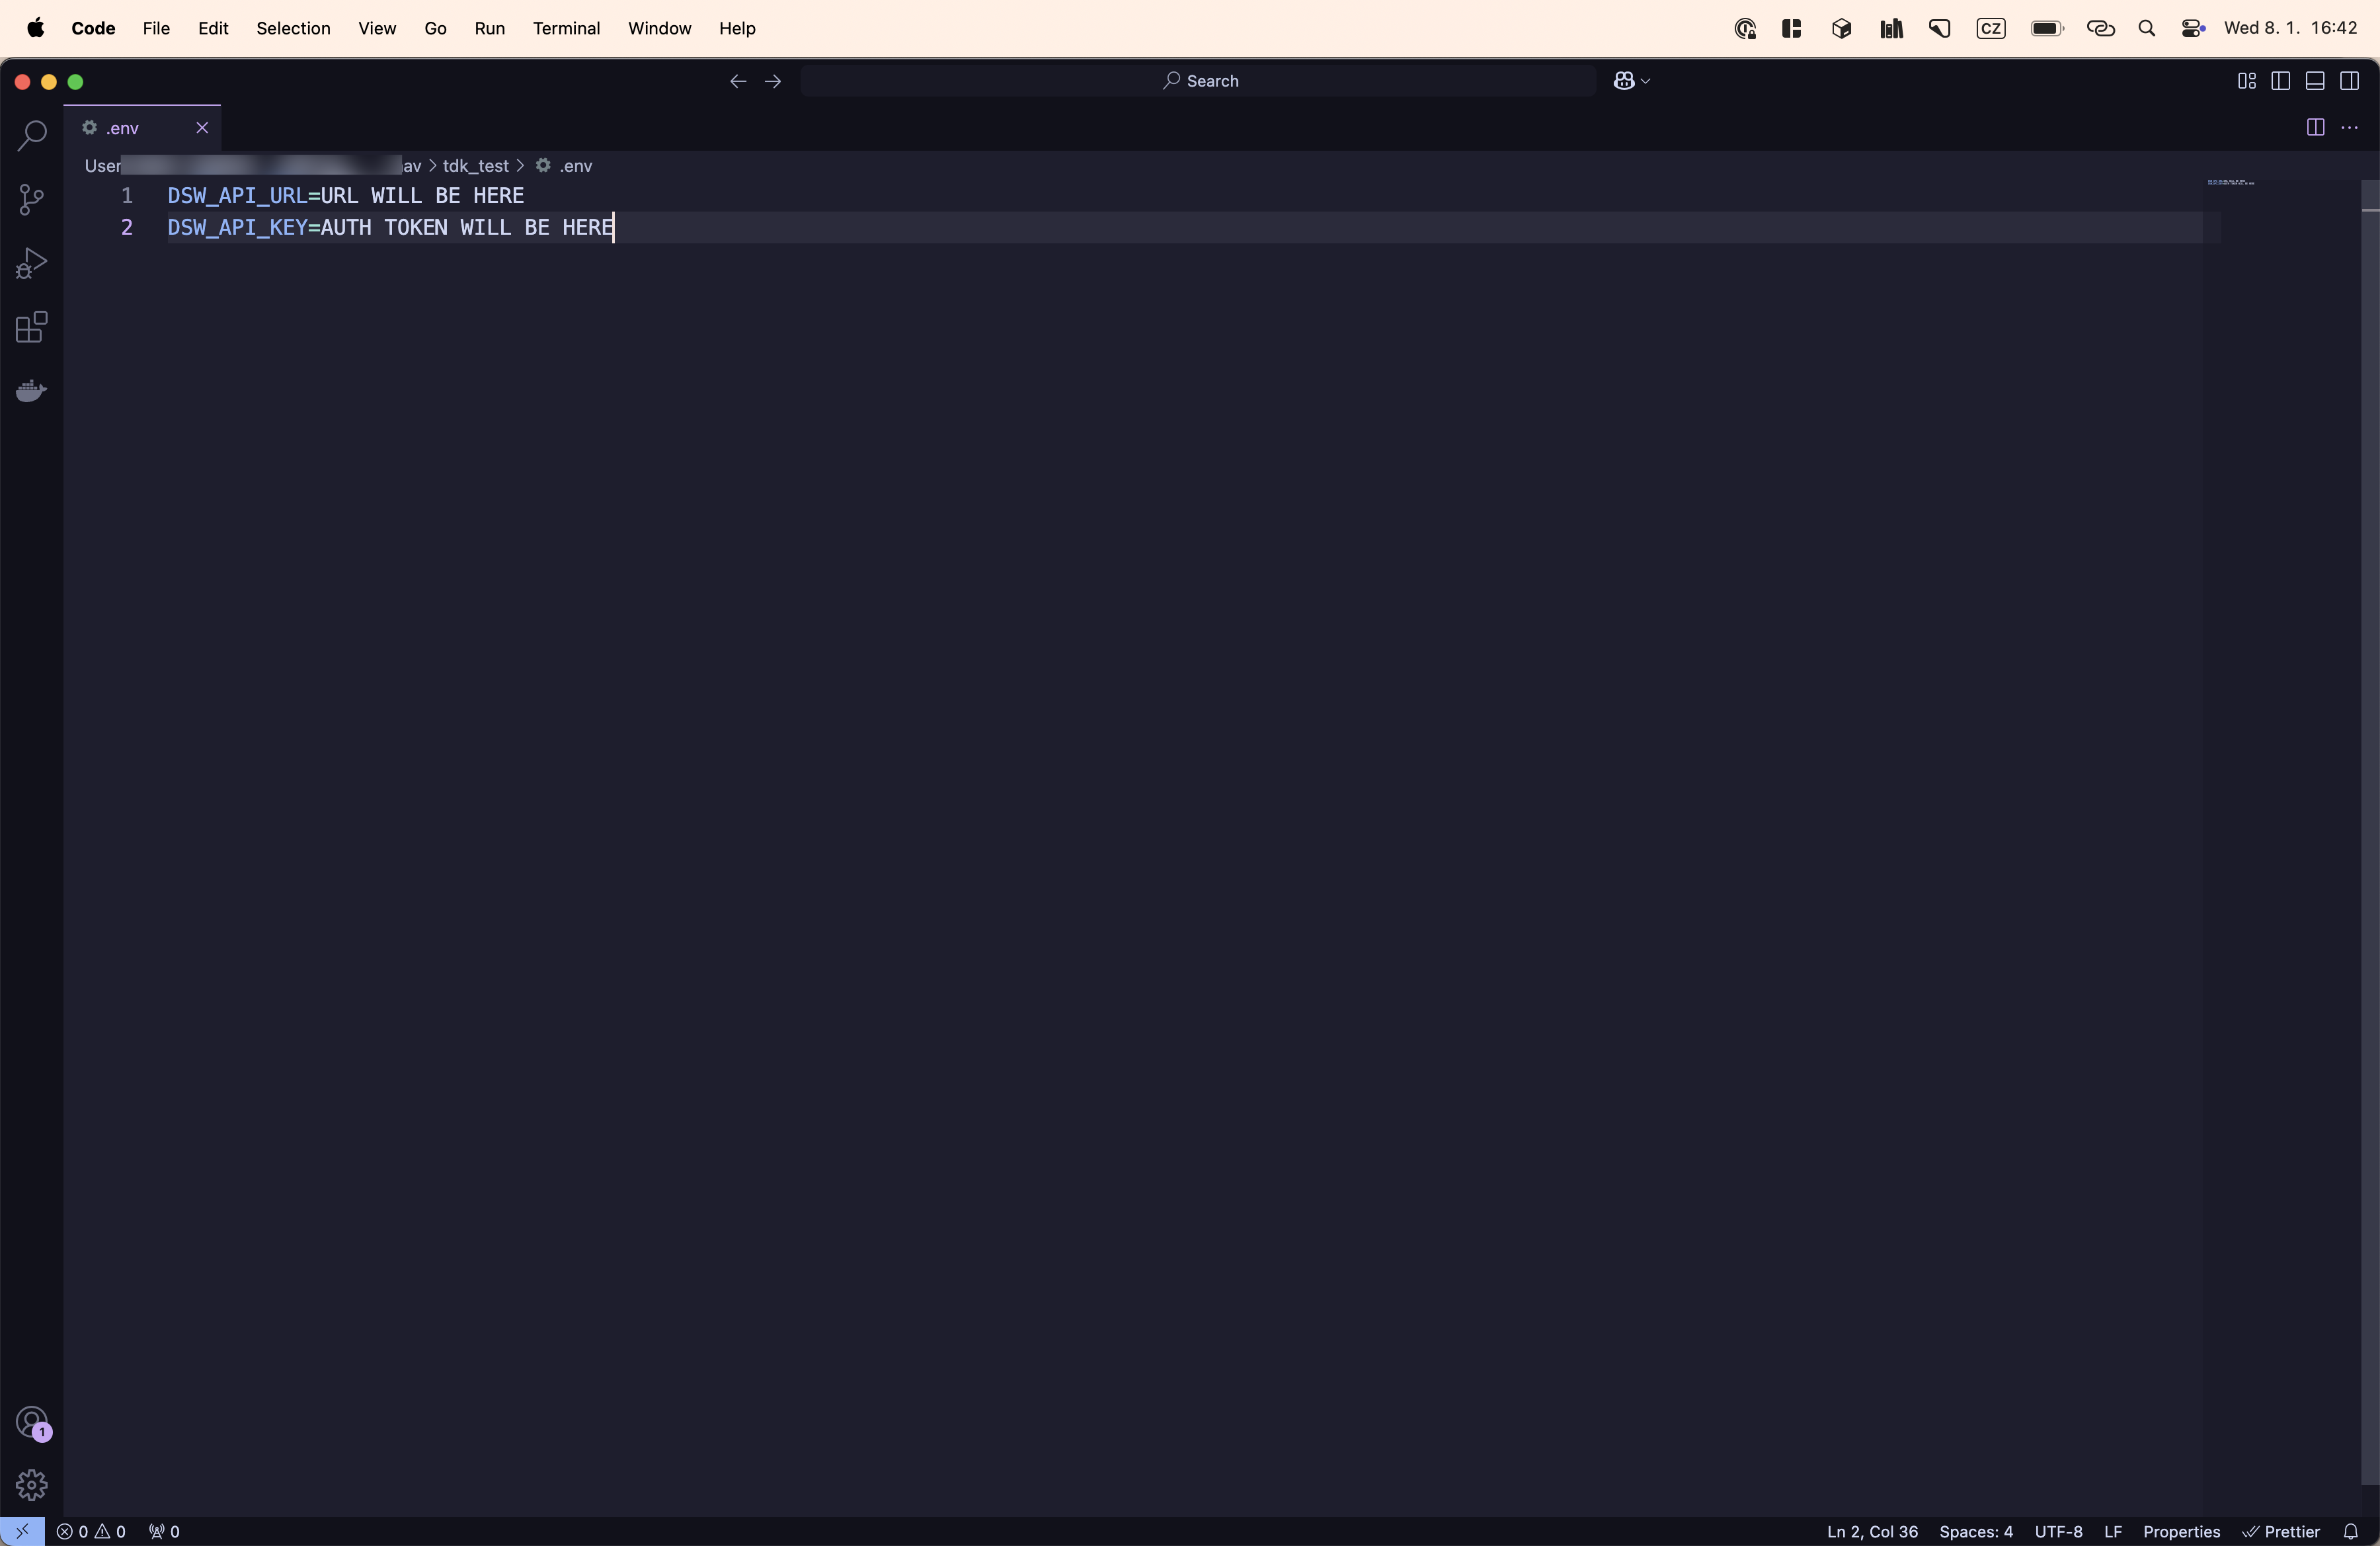 Code File Edit Selection View Go Run Terminal Window Help CZ Wed 8. 1. 16:42
Search
.env
User av > tdk_test > .env
1 DSW_API_URL=URL WILL BE HERE
2 DSW_API_KEY=AUTH TOKEN WILL BE HERE
1
0 0 0 Ln 2, Col 36 Spaces: 4 UTF-8 LF Properties Prettier